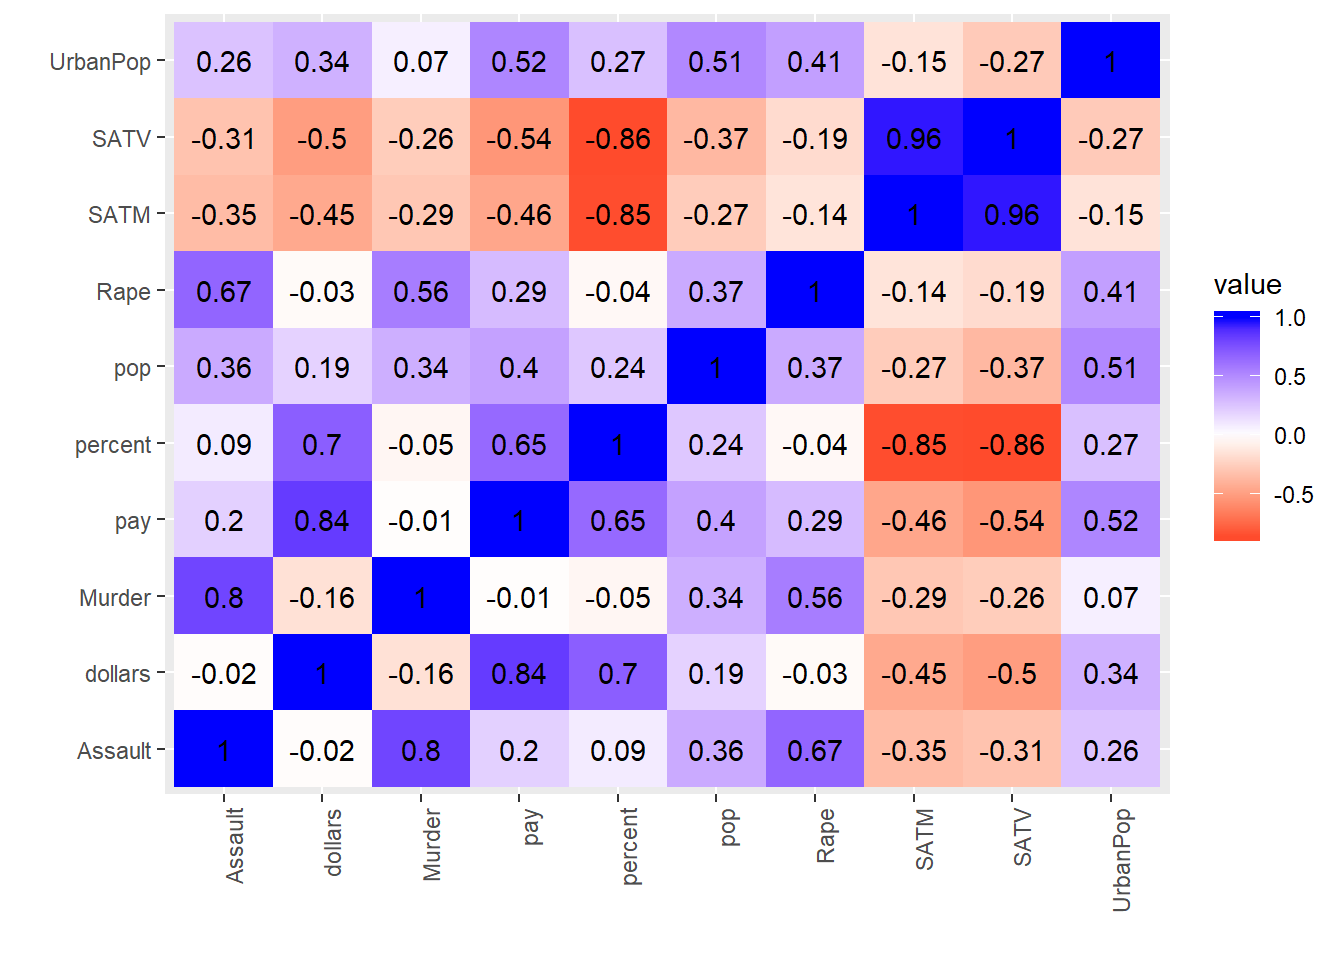 UrbanPop 0.26 0.34 0.07 0.52 0.27 0.51 0.41 -0.15 -0.27 1
SATV -0.31 -0.5 -0.26 -0.54 -0.86 -0.37 -0.19 0.96 1 -0.27
SATM -0.35 -0.45 -0.29 -0.46 -0.85 -0.27 -0.14 1 0.96 -0.15
Rape 0.67 -0.03 0.56 0.29 -0.04 0.37 1 -0.14 -0.19 0.41
pop 0.36 0.19 0.34 0.4 0.24 1 0.37 -0.27 -0.37 0.51
percent 0.09 0.7 -0.05 0.65 1 0.24 -0.04 -0.85 -0.86 0.27
pay 0.2 0.84 -0.01 1 0.65 0.4 0.29 -0.46 -0.54 0.52
Murder 0.8 -0.16 1 -0.01 -0.05 0.34 0.56 -0.29 -0.26 0.07
dollars -0.02 1 -0.16 0.84 0.7 0.19 -0.03 -0.45 -0.5 0.34
Assault 1 -0.02 0.8 0.2 0.09 0.36 0.67 -0.35 -0.31 0.26
Assault dollars Murder pay percent pop Rape SATM SATV UrbanPop
value
1.0
0.5
0.0
-0.5